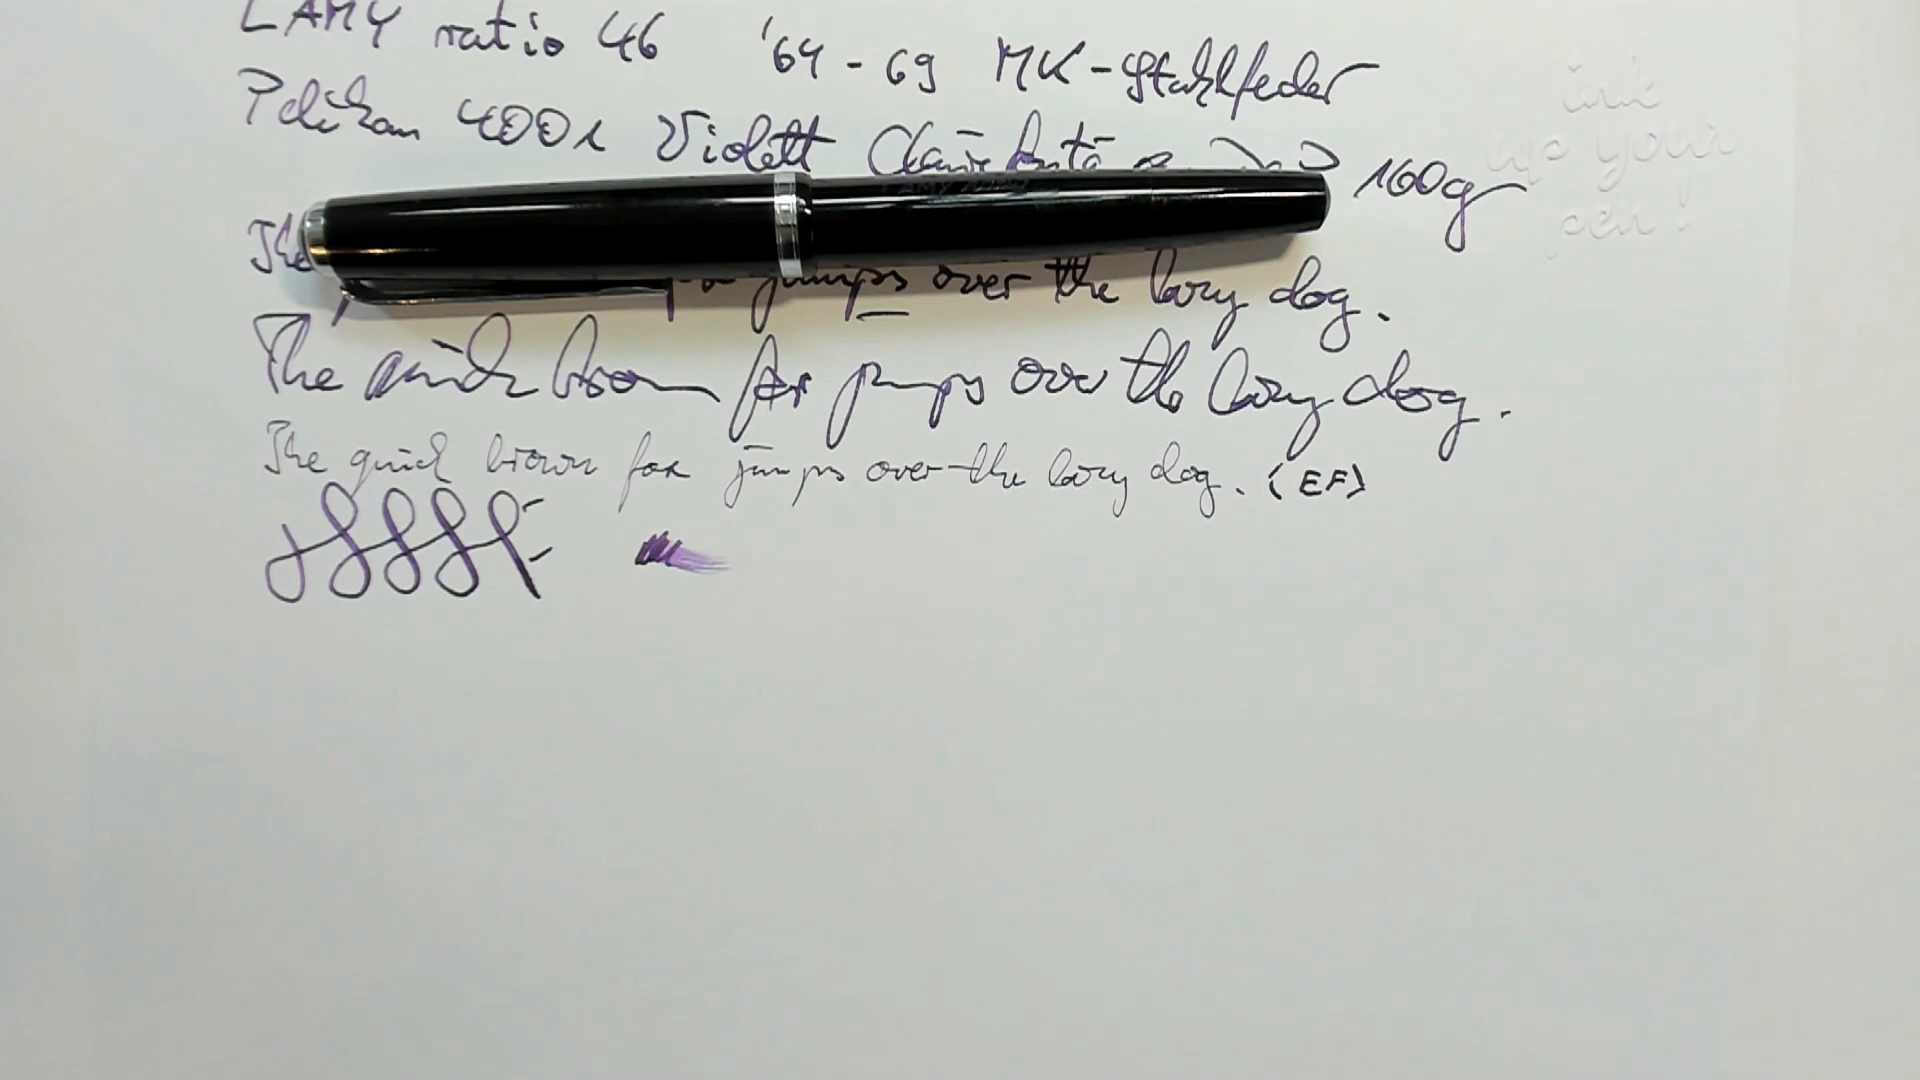 LAMY ratio 46 '64-69 MK-Stahlfeder
Pelikan 4001 Violett Clairefontaine 160g
ink
up your
pen!
The jumps over the lazy dog.
The quick brown fox jumps over the lazy dog.
The quick brown fox jumps over the lazy dog. (EF)